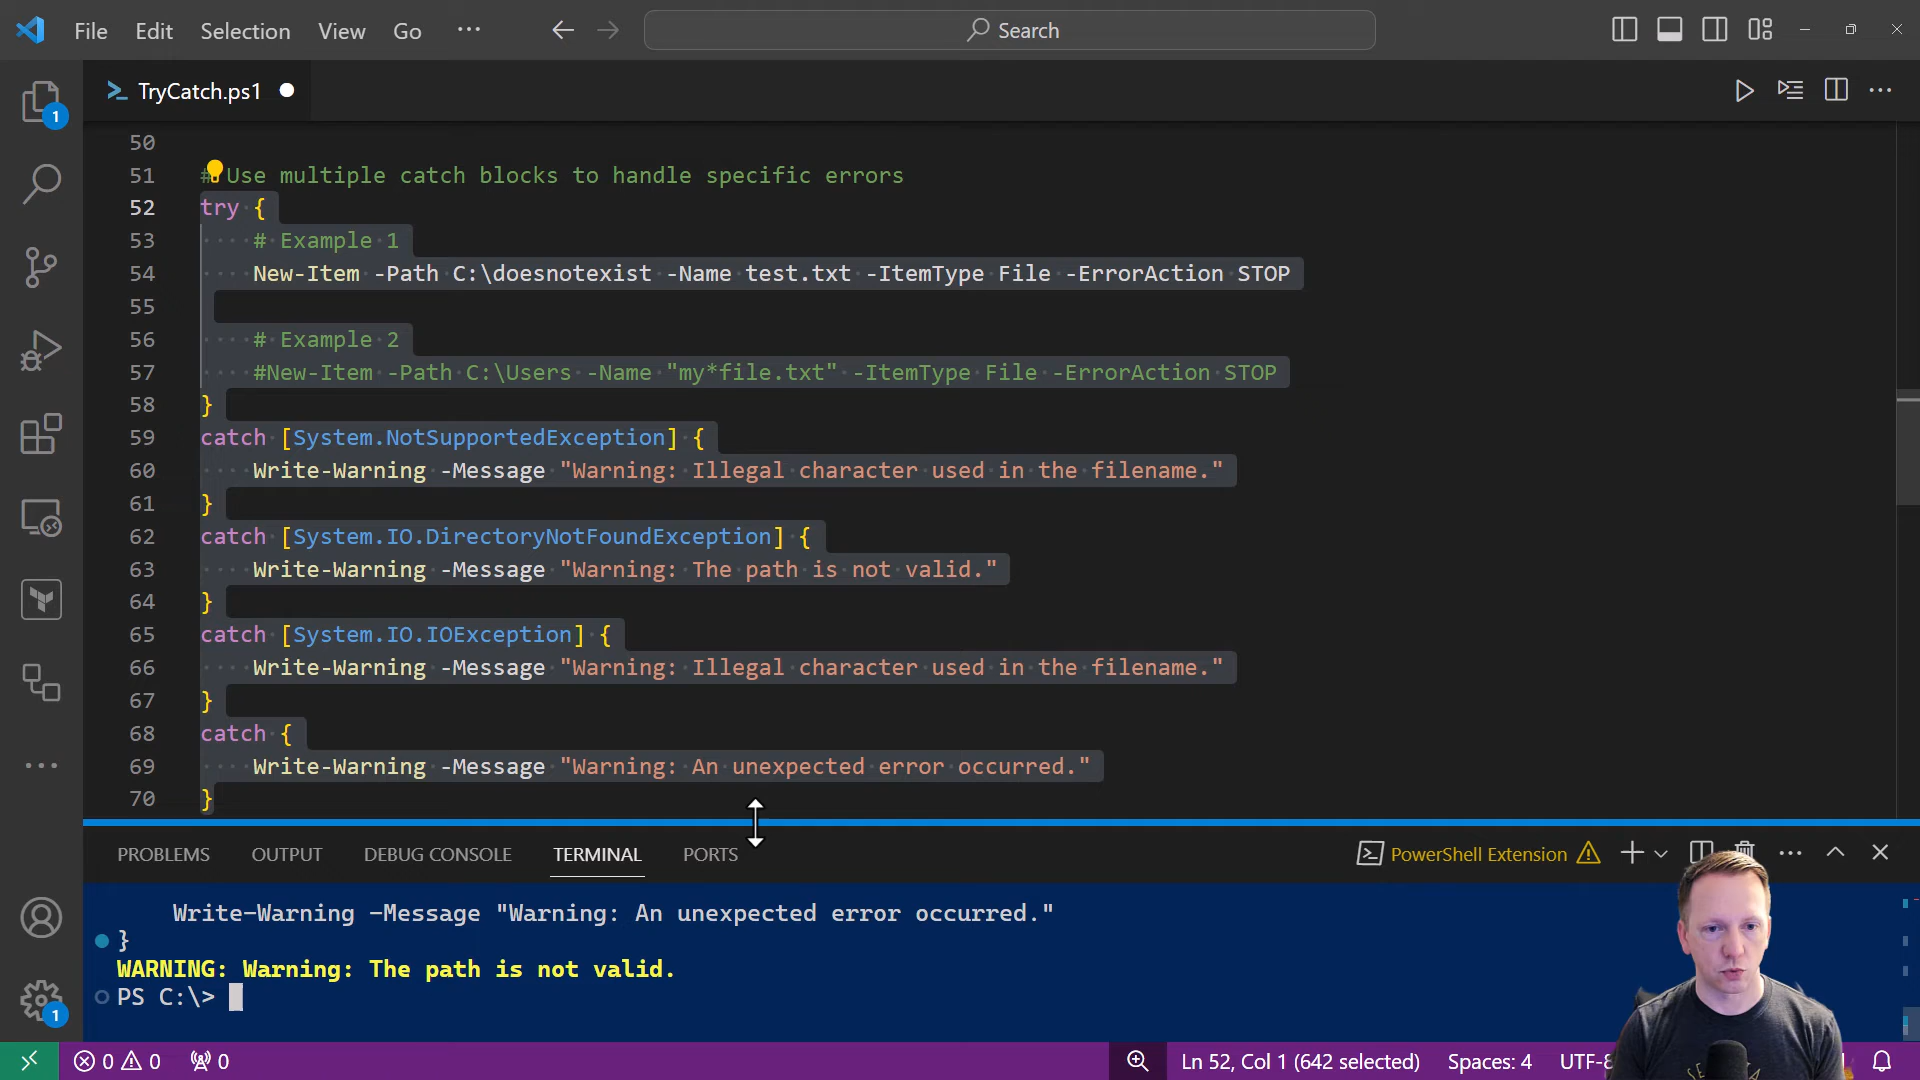 File Edit Selection View Go ··· Search
TryCatch.ps1
50
51 # Use multiple catch blocks to handle specific errors
52 try {
53 # Example 1
54 New-Item -Path C:\doesnotexist -Name test.txt -ItemType File -ErrorAction STOP
55
56 # Example 2
57 #New-Item -Path C:\Users -Name "my*file.txt" -ItemType File -ErrorAction STOP
58 }
59 catch [System.NotSupportedException] {
60 Write-Warning -Message "Warning: Illegal character used in the filename."
61 }
62 catch [System.IO.DirectoryNotFoundException] {
63 Write-Warning -Message "Warning: The path is not valid."
64 }
65 catch [System.IO.IOException] {
66 Write-Warning -Message "Warning: Illegal character used in the filename."
67 }
68 catch {
69 Write-Warning -Message "Warning: An unexpected error occurred."
70 }
1
1
PROBLEMS OUTPUT DEBUG CONSOLE TERMINAL PORTS PowerShell Extension
Write-Warning -Message "Warning: An unexpected error occurred."
}
WARNING: Warning: The path is not valid.
PS C:\>
0 0 0 Ln 52, Col 1 (642 selected) Spaces: 4